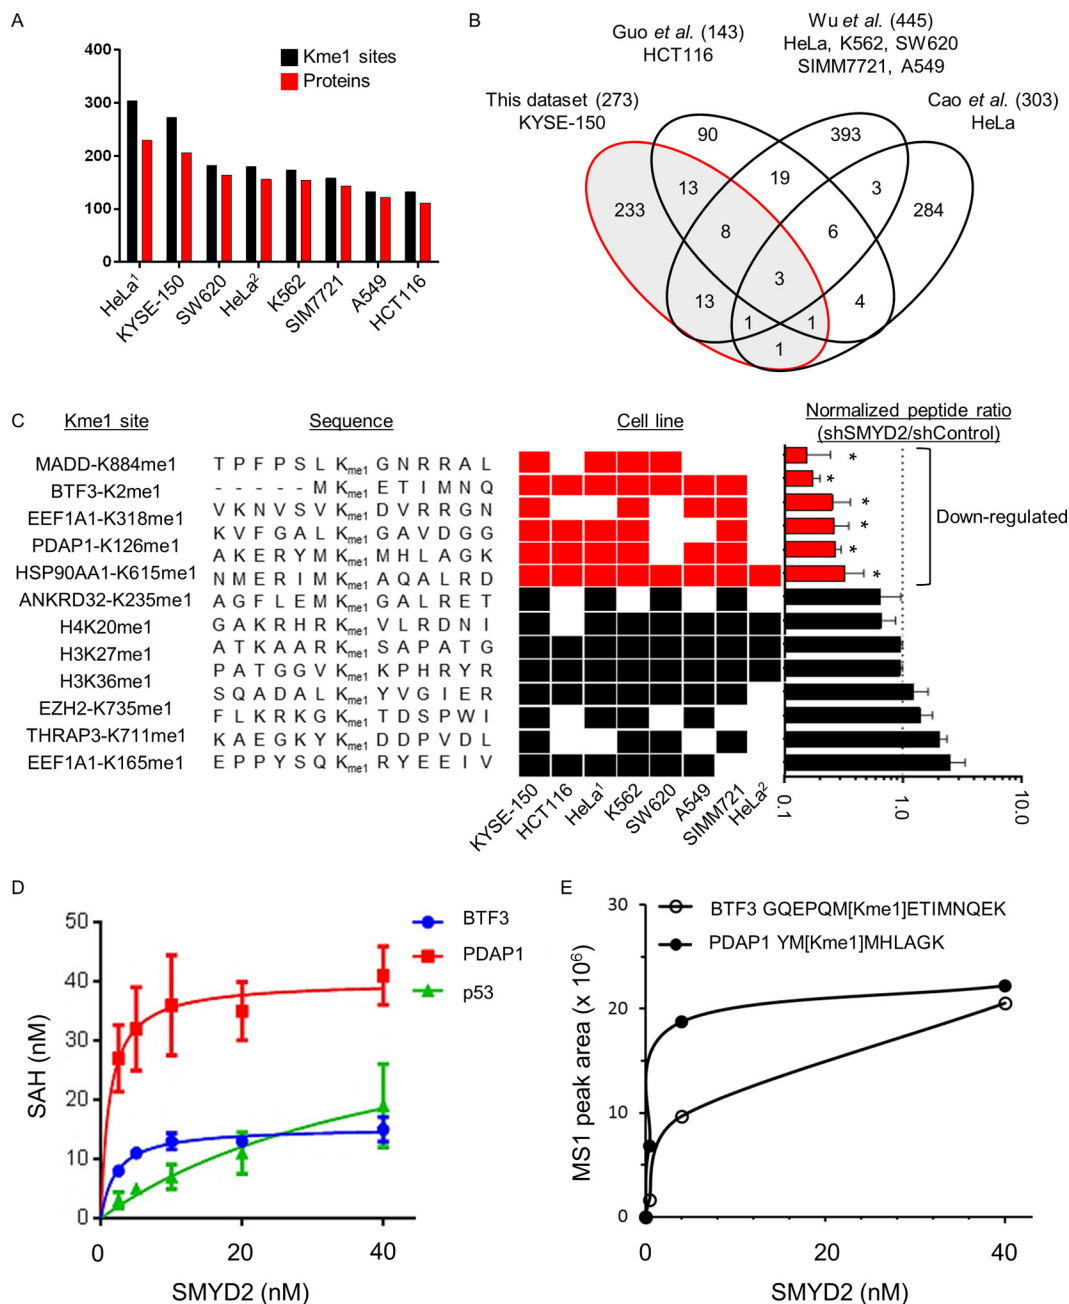 A
400
300
200
100
0
Kme1 sites
Proteins
HeLa¹
KYSE-150
SW620
HeLa²
K562
SIM7721
A549
HCT116
B
Guo et al. (143)
HCT116
Wu et al. (445)
HeLa, K562, SW620
SIMM7721, A549
This dataset (273)
KYSE-150
Cao et al. (303)
HeLa
90
393
13
19
3
233
8
6
284
3
13
4
1
1
1
C
Kme1 site
Sequence
Cell line
Normalized peptide ratio
(shSMYD2/shControl)
MADD-K884me1
BTF3-K2me1
EEF1A1-K318me1
PDAP1-K126me1
HSP90AA1-K615me1
ANKRD32-K235me1
H4K20me1
H3K27me1
H3K36me1
EZH2-K735me1
THRAP3-K711me1
EEF1A1-K165me1
T P F P S L Kme1 G N R R A L
- - - - - M Kme1 E T I M N Q
V K N V S V Kme1 D V R R G N
K V F G A L Kme1 G A V D G G
A K E R Y M Kme1 M H L A G K
N M E R I M Kme1 A Q A L R D
A G F L E M Kme1 G A L R E T
G A K R H R Kme1 V L R D N I
A T K A A R Kme1 S A P A T G
P A T G G V Kme1 K P H R Y R
S Q A D A L Kme1 Y V G I E R
F L K R K G Kme1 T D S P W I
K A E G K Y Kme1 D D P V D L
E P P Y S Q Kme1 R Y E E I V
KYSE-150
HCT116
HeLa¹
K562
SW620
A549
SIMM721
HeLa²
*
*
*
*
*
*
Down-regulated
0.1
1.0
10.0
D
50
40
30
20
10
0
SAH (nM)
BTF3
PDAP1
p53
0
20
40
SMYD2 (nM)
E
30
20
10
0
MS1 peak area (x 10⁶)
BTF3 GQEPQM[Kme1]ETIMNQEK
PDAP1 YM[Kme1]MHLAGK
0
20
40
SMYD2 (nM)